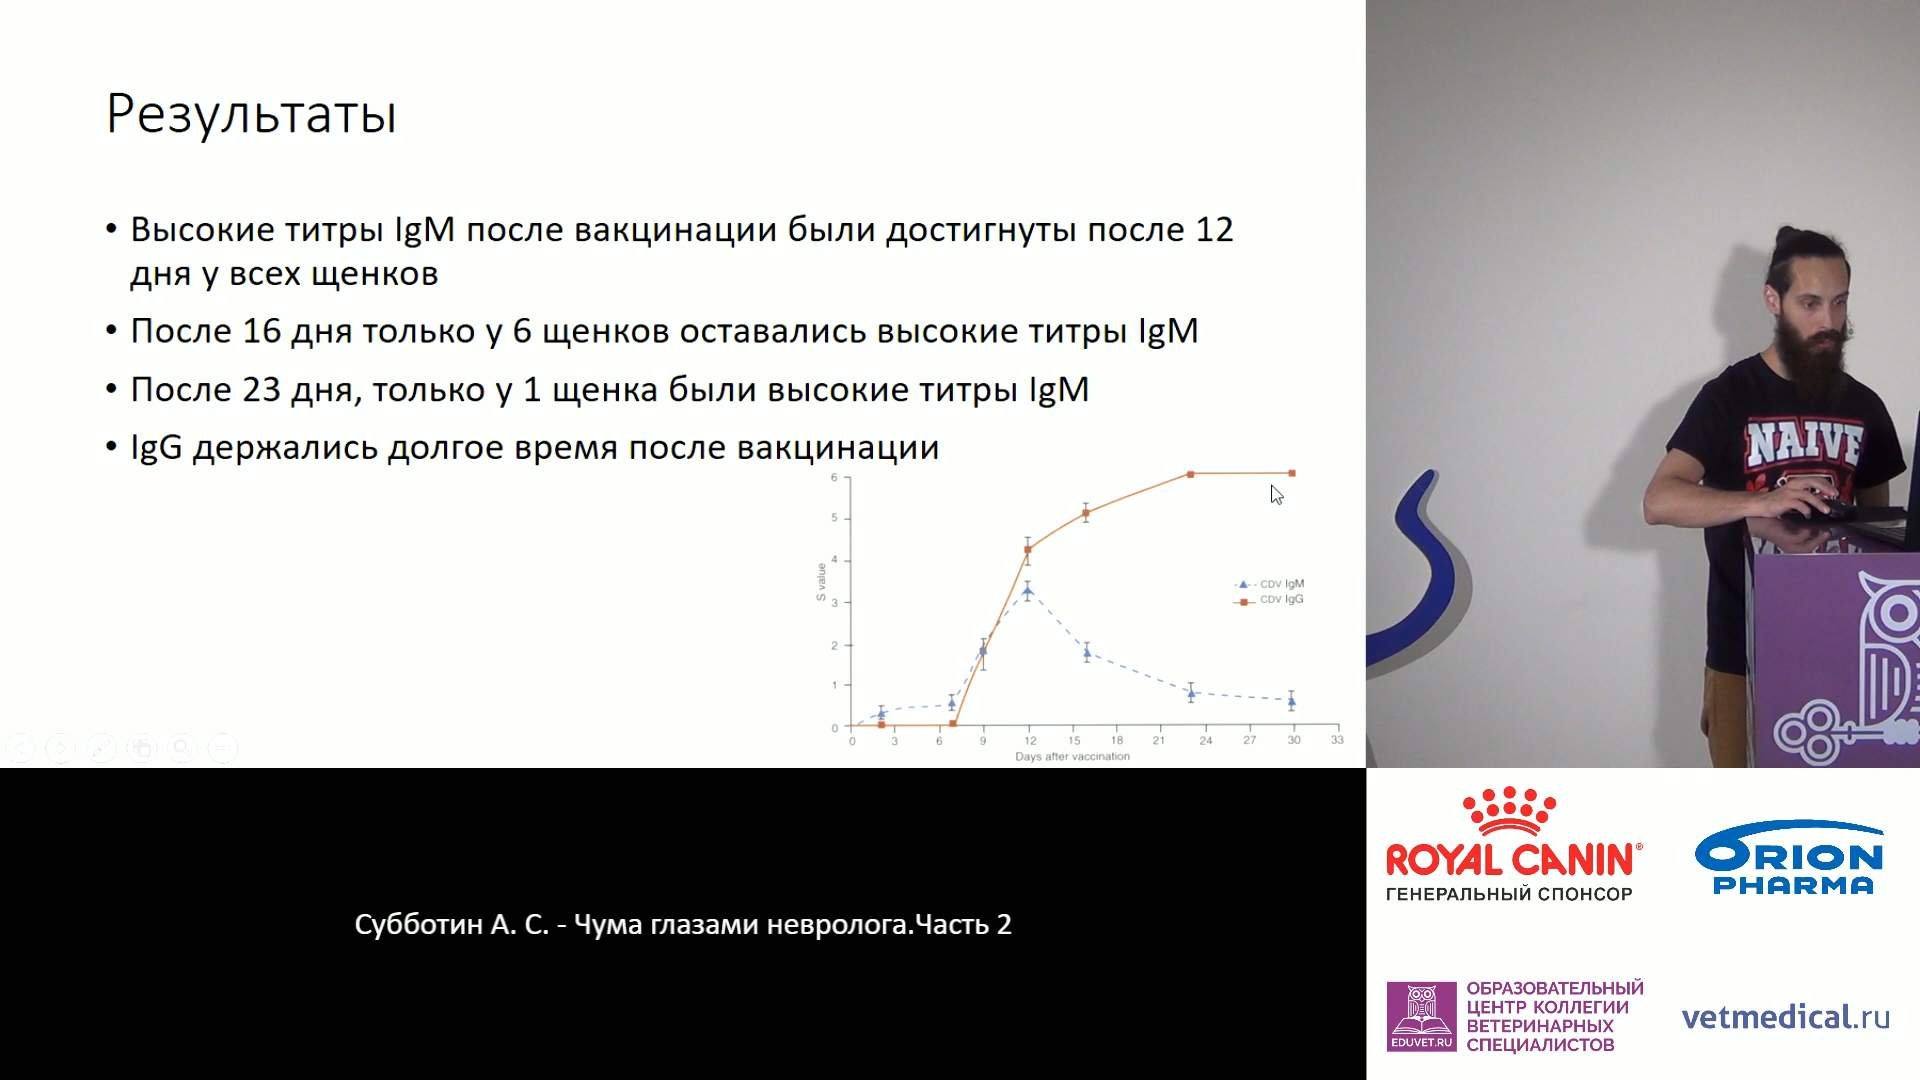 Результаты
• Высокие титры IgM после вакцинации были достигнуты после 12
дня у всех щенков
• После 16 дня только у 6 щенков оставались высокие титры IgM
• После 23 дня, только у 1 щенка были высокие титры IgM
• IgG держались долгое время после вакцинации
6
5
4
3
2
1
0
S value
CDV IgM
CDV IgG
0 3 6 9 12 15 18 21 24 27 30 33
Days after vaccination
NAIVE
Субботин А. С. - Чума глазами невролога.Часть 2
ROYAL CANIN®
ГЕНЕРАЛЬНЫЙ СПОНСОР
ORION
PHARMA
EDUVET.RU
ОБРАЗОВАТЕЛЬНЫЙ
ЦЕНТР КОЛЛЕГИИ
ВЕТЕРИНАРНЫХ
СПЕЦИАЛИСТОВ
vetmedical.ru